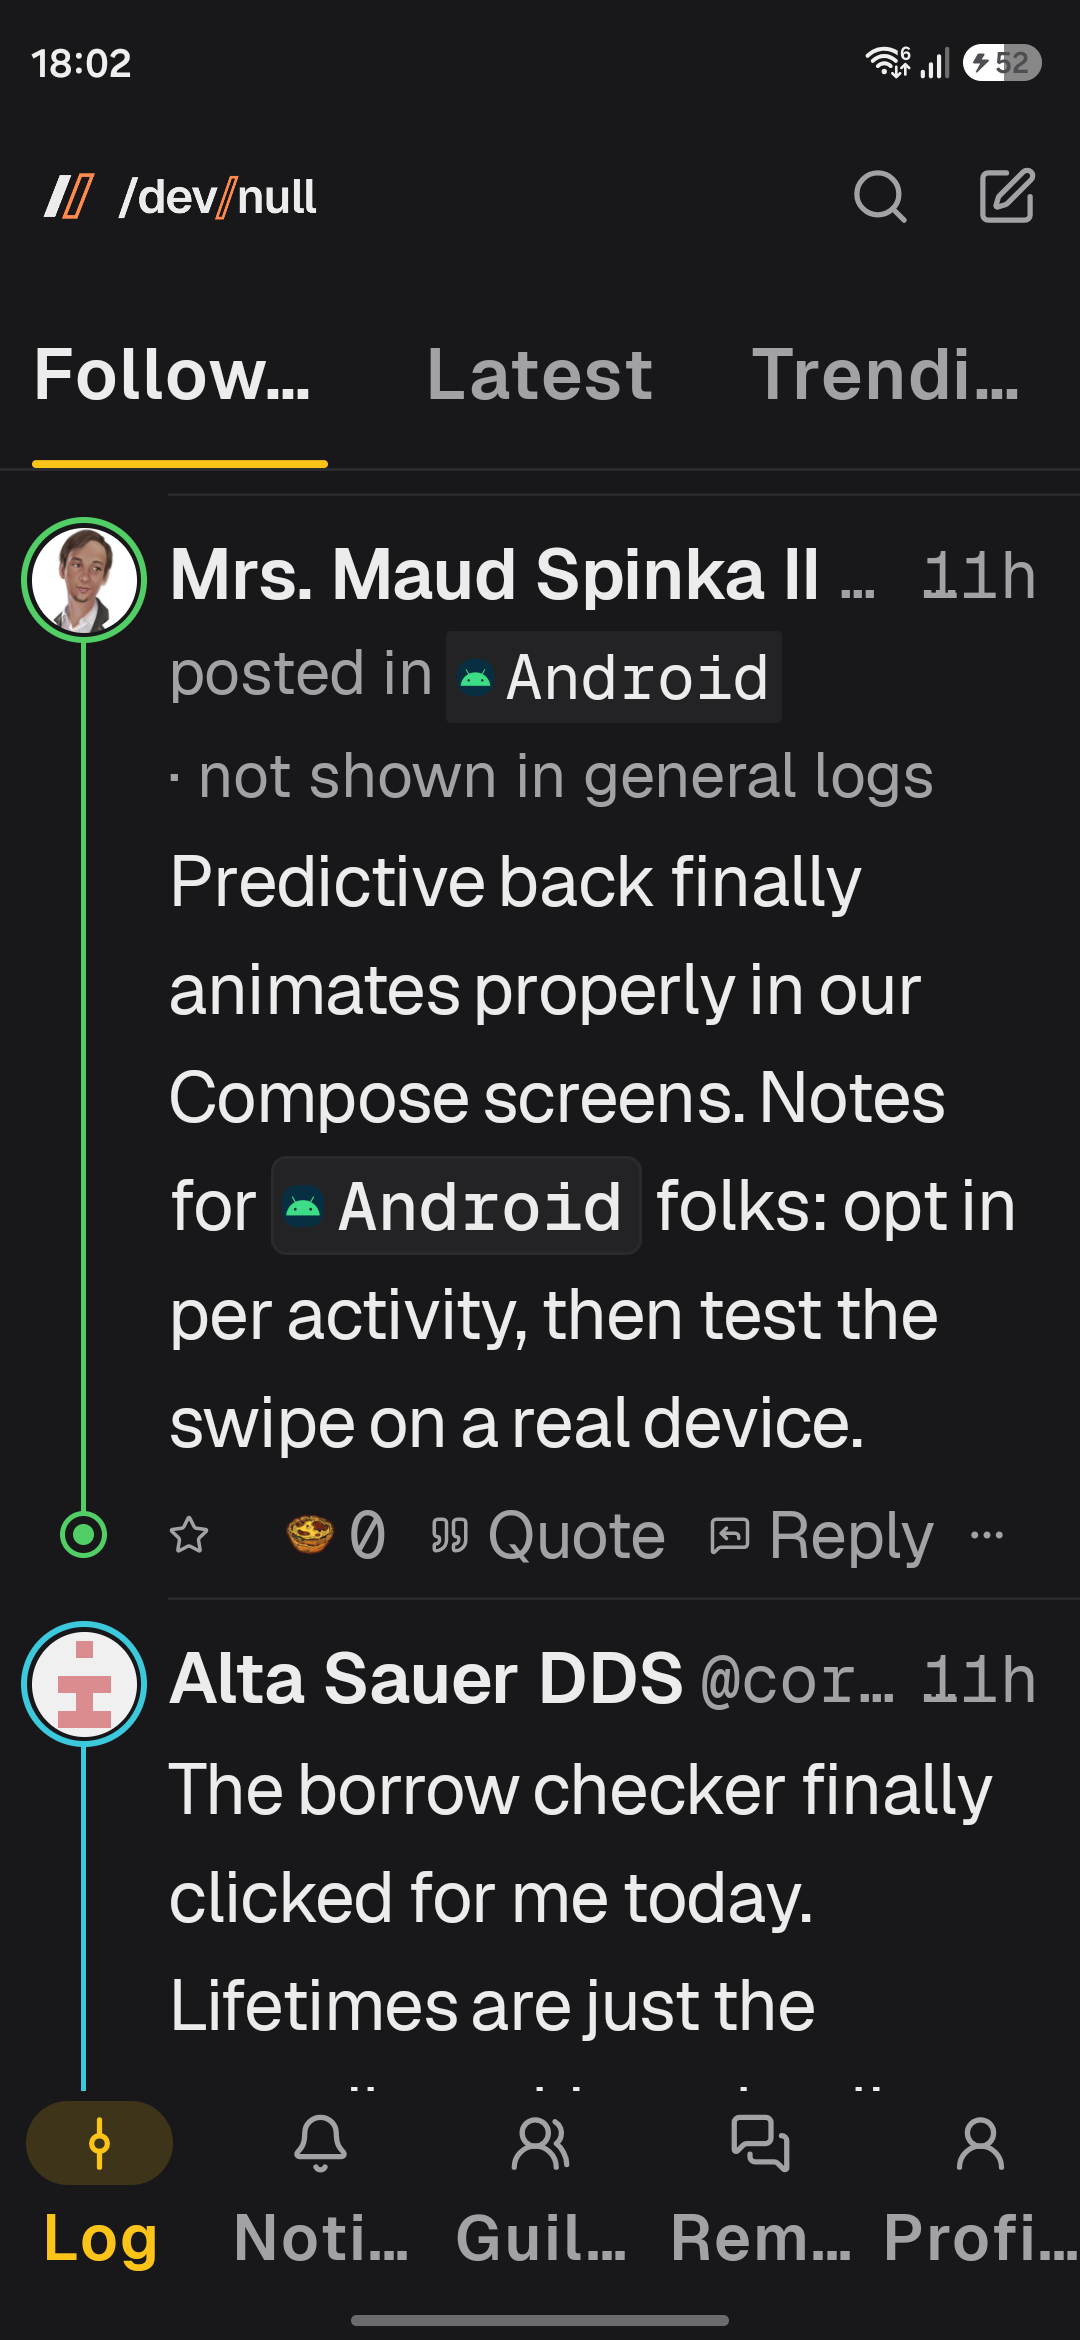 18:02
6
52
/dev/null
Follow...
Latest
Trendi...
Mrs. Maud Spinka II ... 11h
posted in Android
· not shown in general logs
Predictive back finally
animates properly in our
Compose screens. Notes
for Android folks: opt in
per activity, then test the
swipe on a real device.
0 Quote Reply ...
Alta Sauer DDS @cor... 11h
The borrow checker finally
clicked for me today.
Lifetimes are just the
Log
Noti...
Guil...
Rem...
Profi...